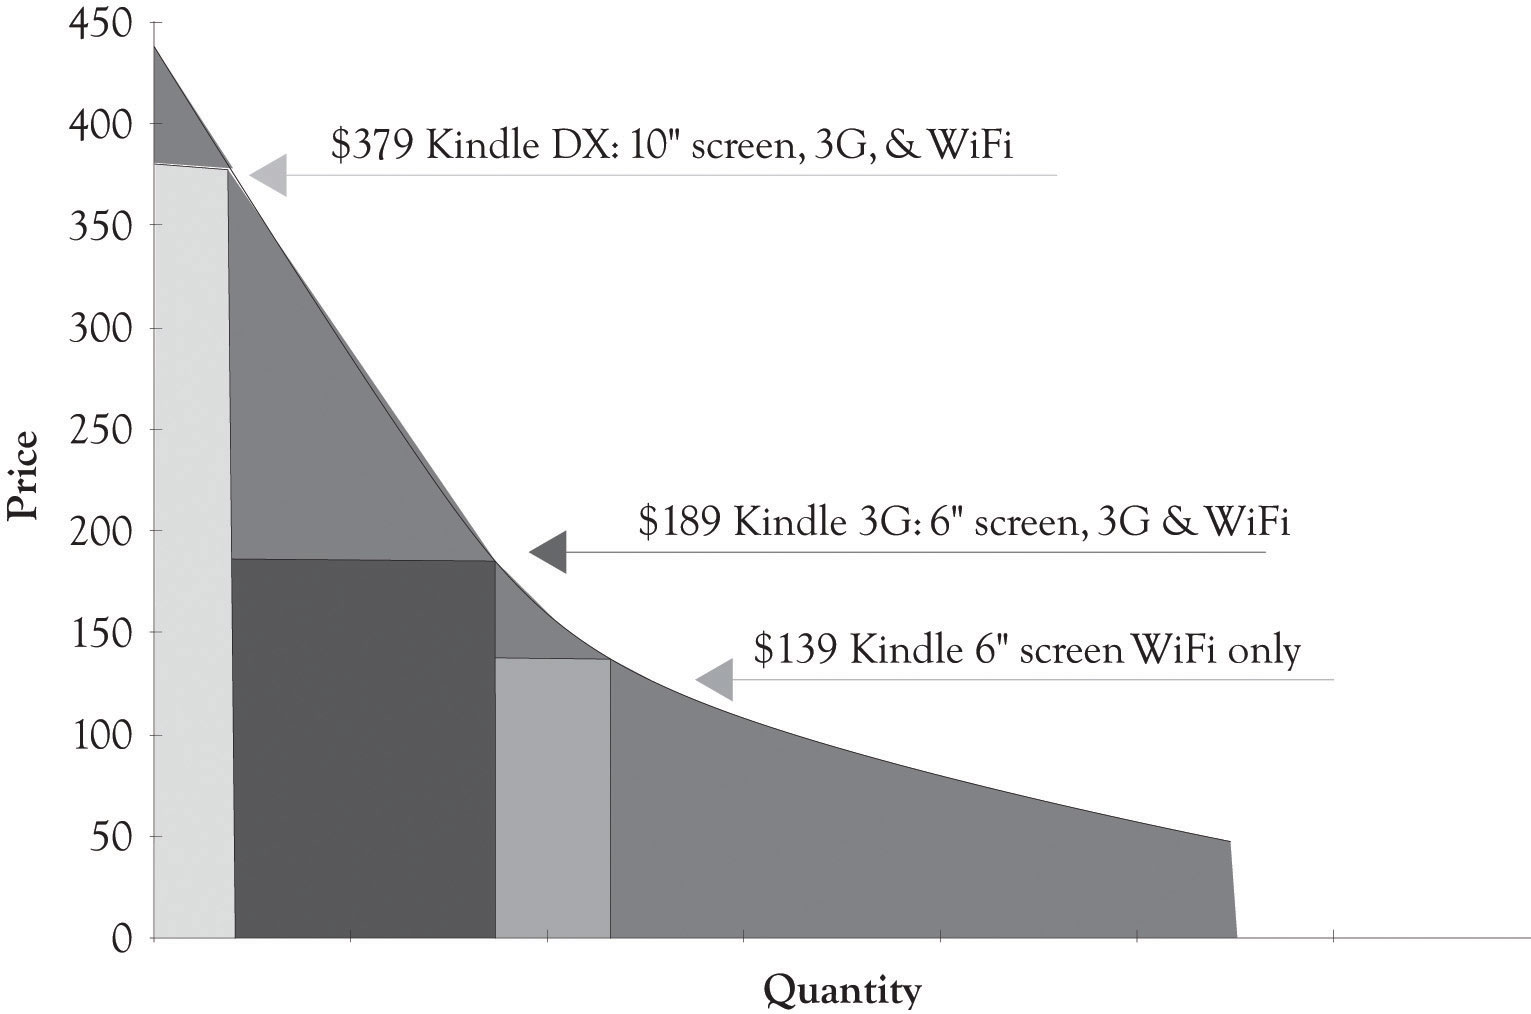 450
400
350
300
250
200
150
100
50
0
Price
$379 Kindle DX: 10" screen, 3G, & WiFi
$189 Kindle 3G: 6" screen, 3G & WiFi
$139 Kindle 6" screen WiFi only
Quantity